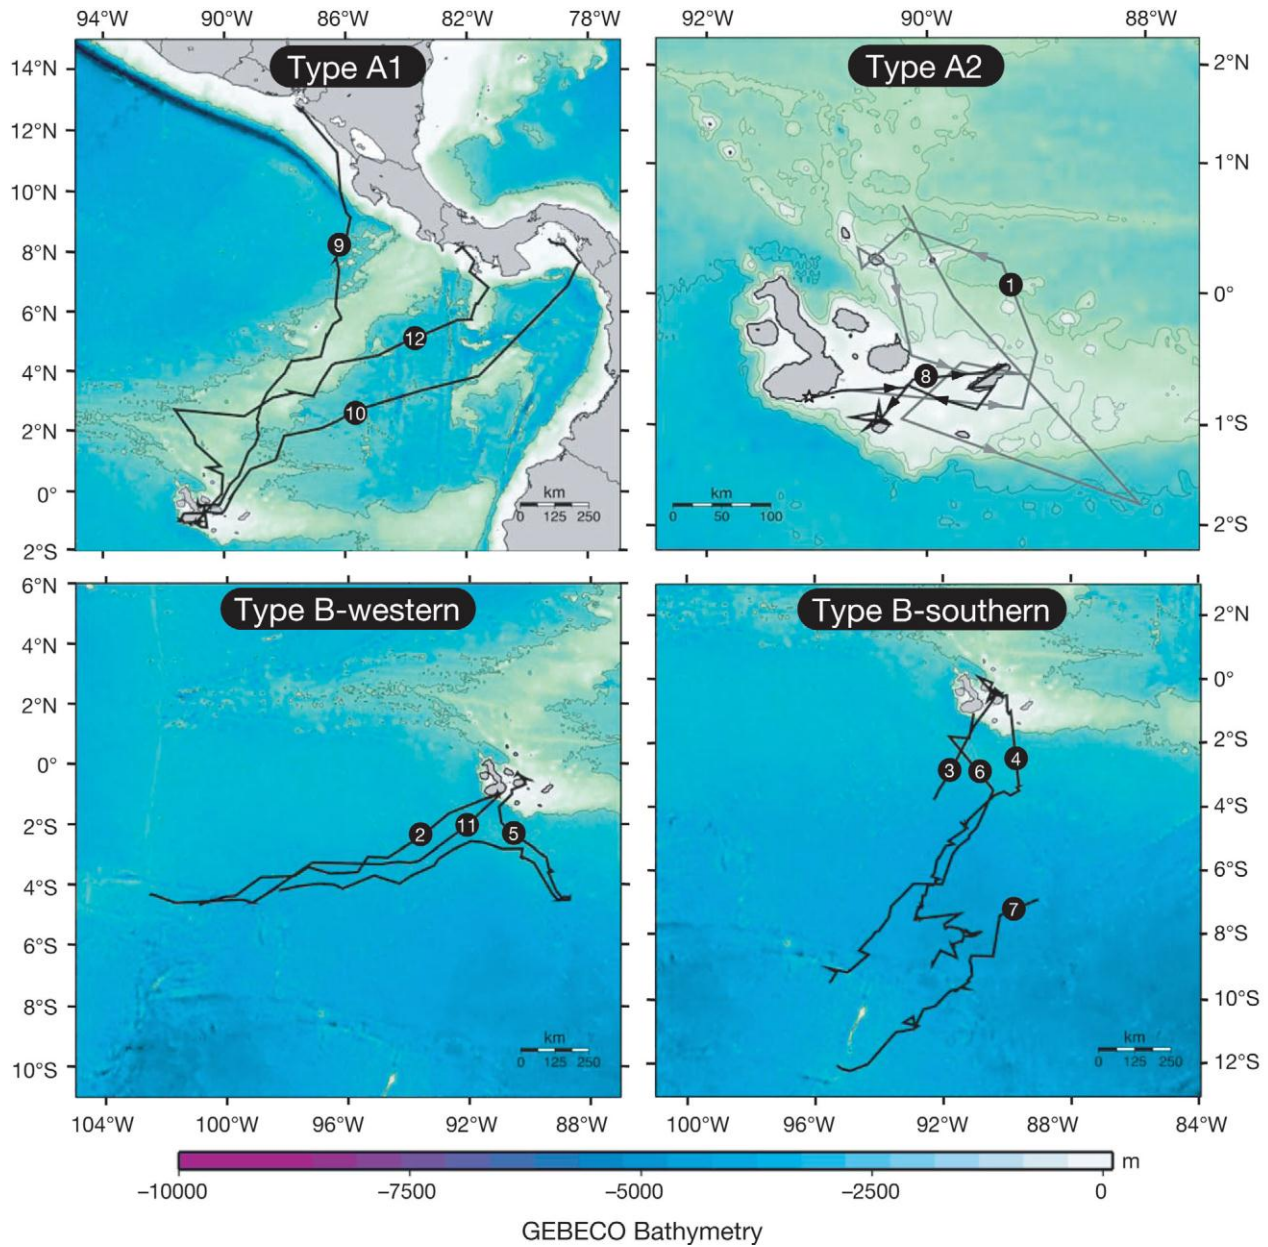 94°W 90°W 86°W 82°W 78°W
92°W 90°W 88°W
Type A1
14°N
12°N
10°N
8°N
6°N
4°N
2°N
0°
2°S
9
12
10
km
0 125 250
Type A2
2°N
1°N
0°
1°S
2°S
1
8
km
0 50 100
Type B-western
6°N
4°N
2°N
0°
2°S
4°S
6°S
8°S
10°S
2
11
5
km
0 125 250
104°W 100°W 96°W 92°W 88°W
Type B-southern
2°N
0°
2°S
4°S
6°S
8°S
10°S
12°S
3
6
4
7
km
0 125 250
100°W 96°W 92°W 88°W 84°W
m
−10000 −7500 −5000 −2500 0
GEBECO Bathymetry